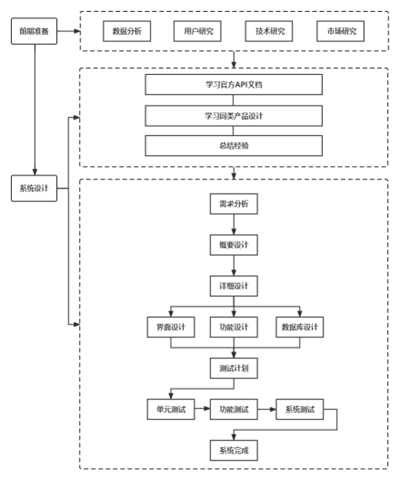 前期准备
数据分析
用户研究
技术研究
市场研究
学习官方API文档
学习同类产品设计
总结经验
系统设计
需求分析
概要设计
详细设计
界面设计
功能设计
数据库设计
测试计划
单元测试
功能测试
系统测试
系统完成